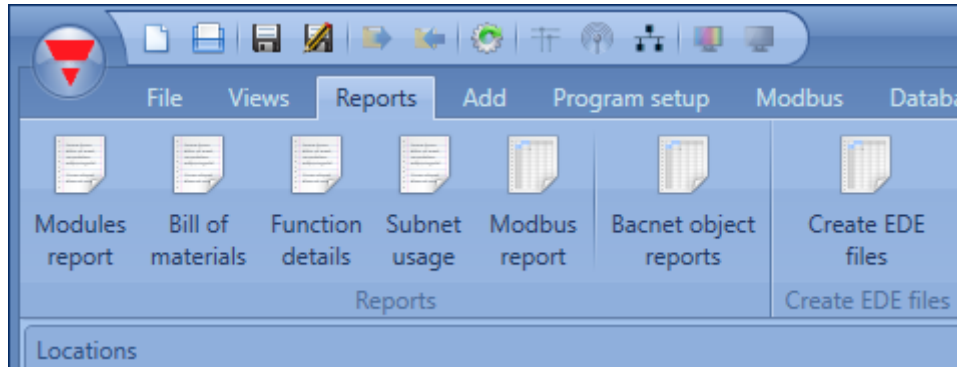 File Views Reports Add Program setup Modbus Databa
Modules report
Bill of materials
Function details
Subnet usage
Modbus report
Bacnet object reports
Create EDE files
Reports Create EDE files
Locations